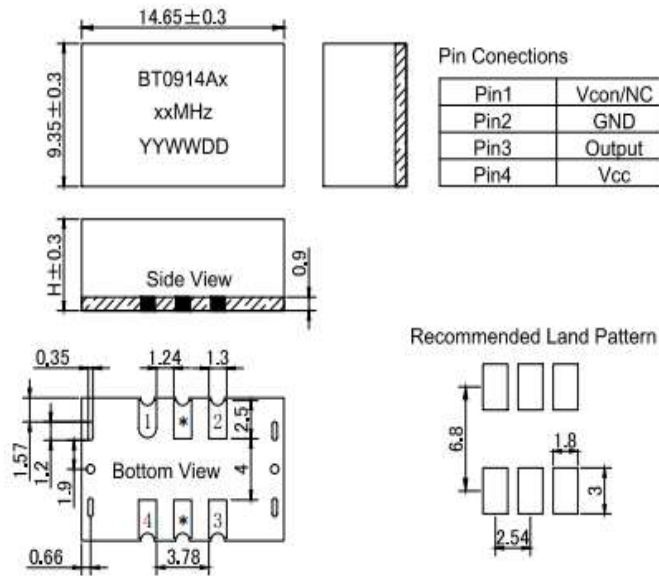 14.65±0.3
9.35±0.3
BT0914Ax
xxMHz
YYWWDD
Pin Conections
Pin1 Vcon/NC
Pin2 GND
Pin3 Output
Pin4 Vcc
H±0.3
Side View
0.9
Recommended Land Pattern
0.35
1.24
1.3
1 * 2
2.5
1.57
1.2
1.9
Bottom View
4
4 * 3
0.66
3.78
6.8
1.8
3
2.54